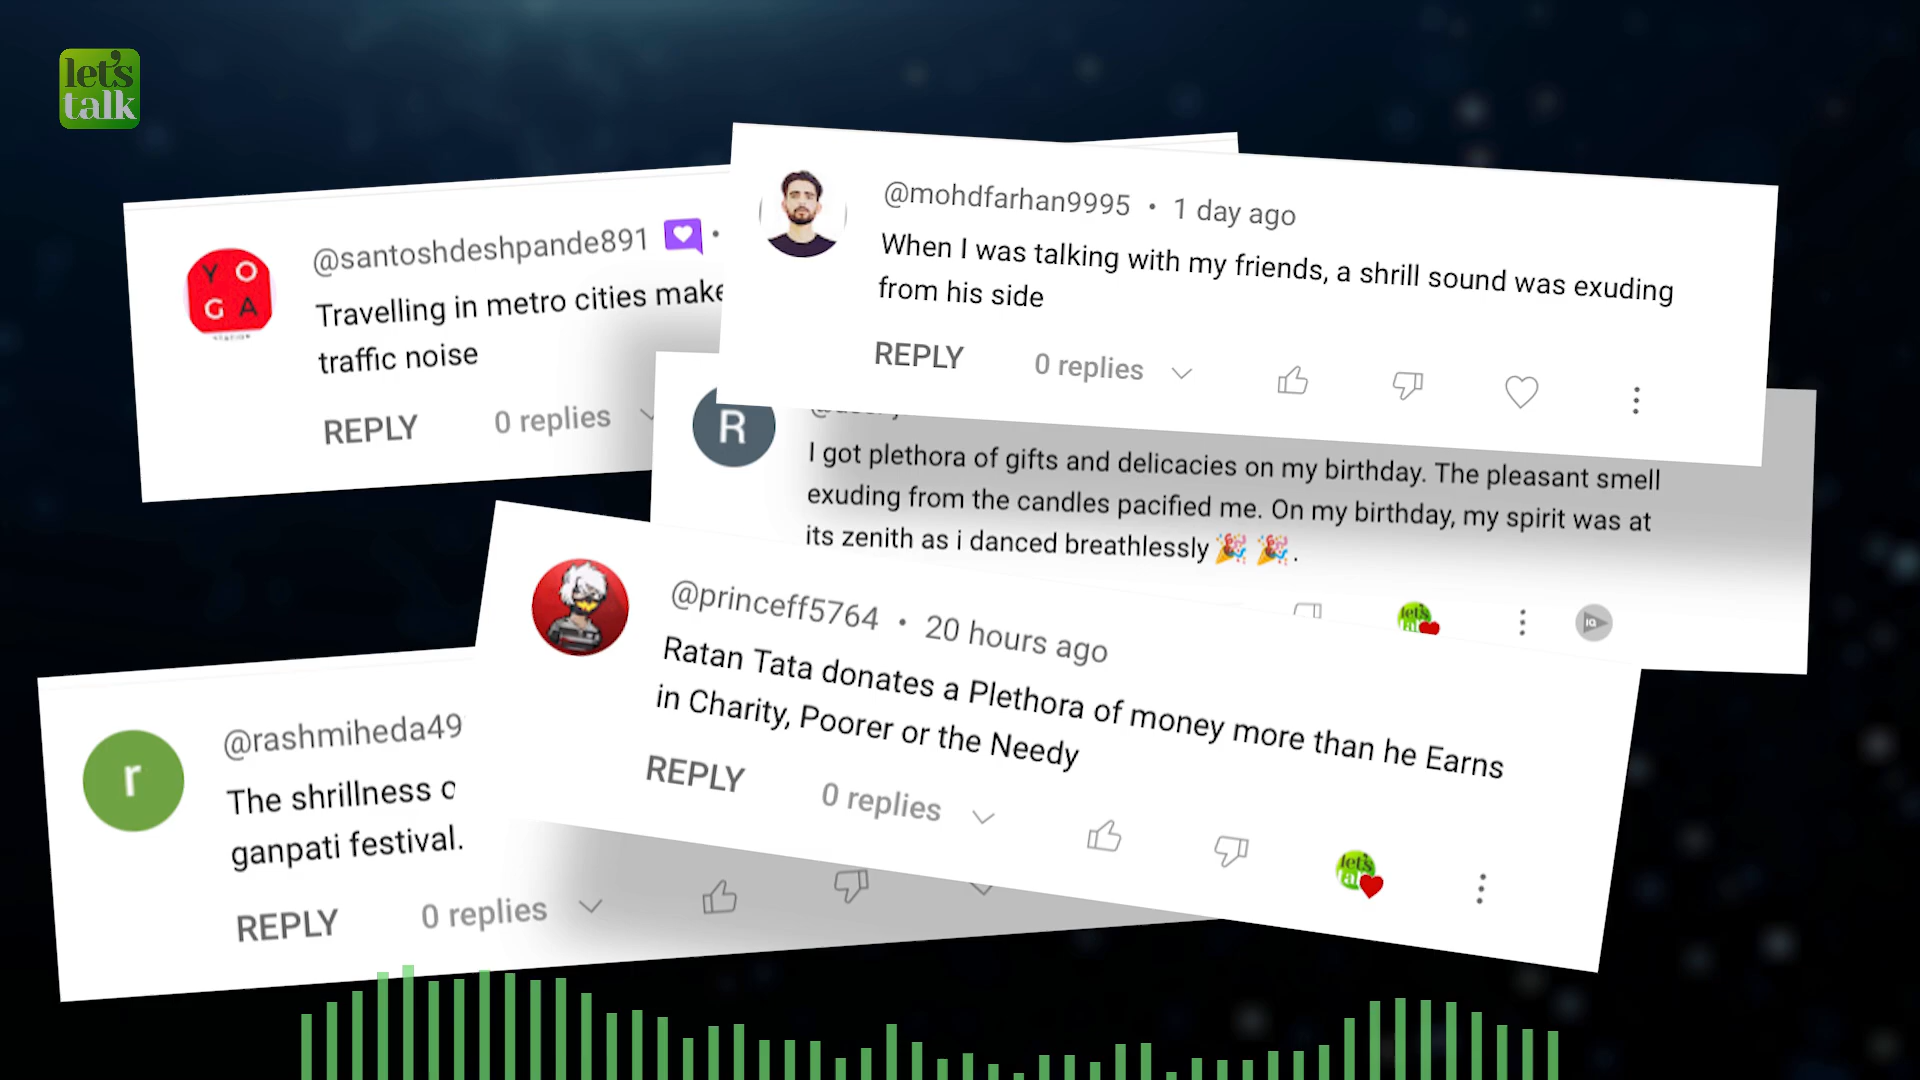 let's
talk
@santoshdeshpande891
Travelling in metro cities make
traffic noise
REPLY 0 replies
YO
GA
@mohdfarhan9995 • 1 day ago
When I was talking with my friends, a shrill sound was exuding
from his side
REPLY 0 replies
R
I got plethora of gifts and delicacies on my birthday. The pleasant smell
exuding from the candles pacified me. On my birthday, my spirit was at
its zenith as i danced breathlessly 🎉 🎉 .
@princeff5764 • 20 hours ago
Ratan Tata donates a Plethora of money more than he Earns
in Charity, Poorer or the Needy
REPLY 0 replies
let's
r
@rashmiheda49
The shrillness
ganpati festival.
REPLY 0 replies